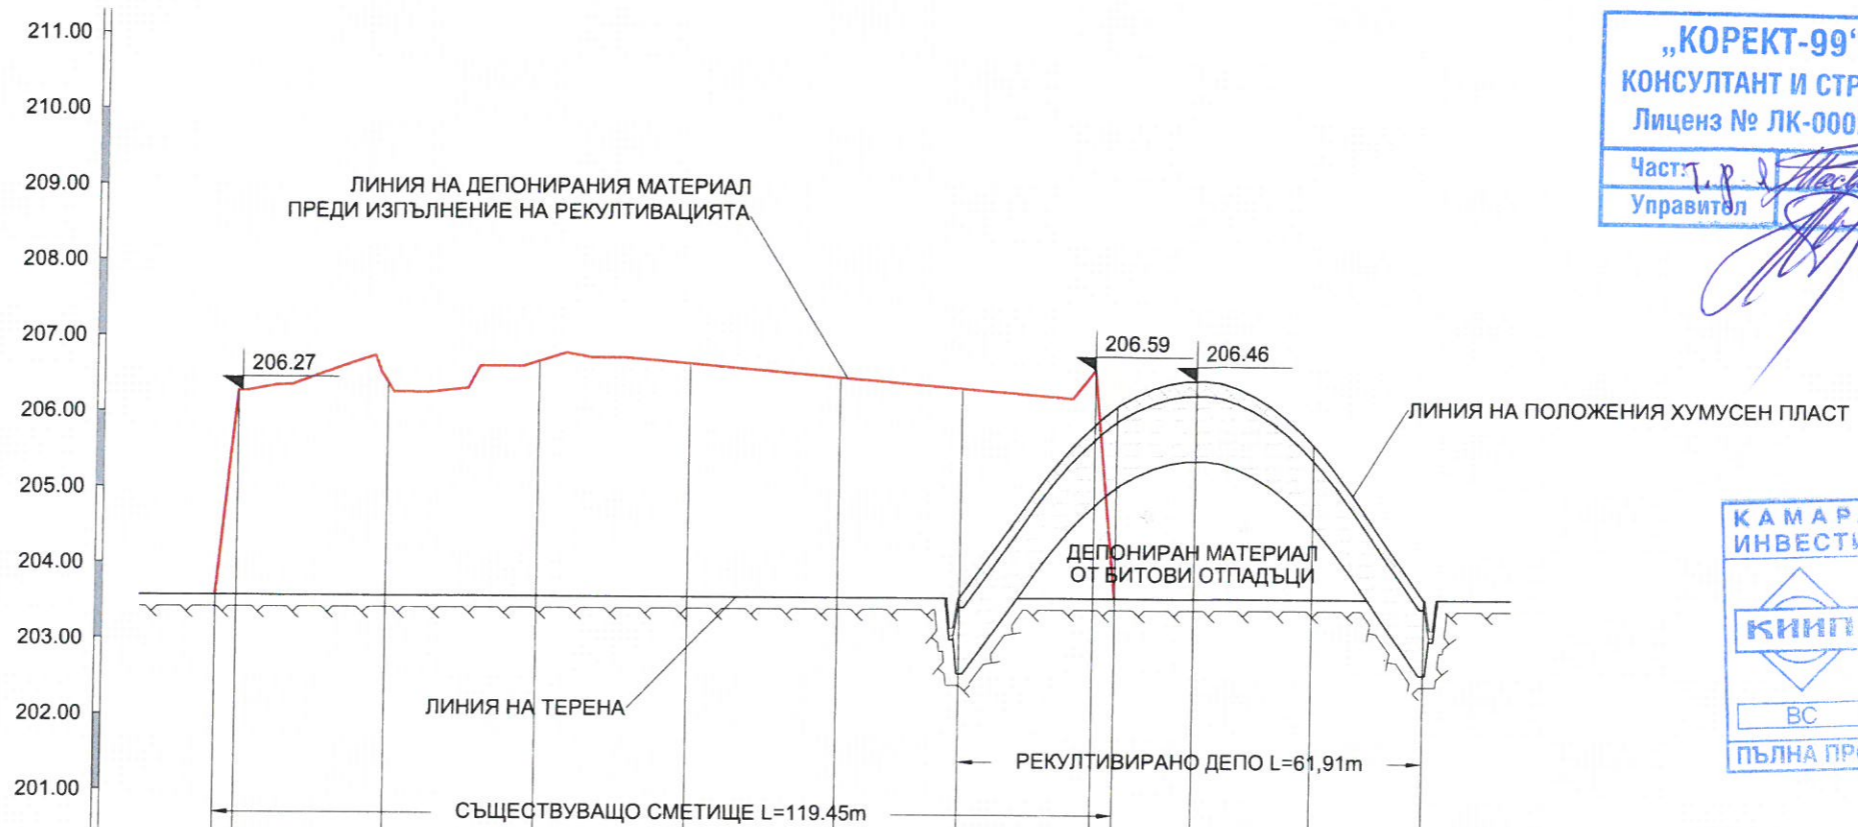 211.00
210.00
209.00
208.00
207.00
206.00
205.00
204.00
203.00
202.00
201.00
ЛИНИЯ НА ДЕПОНИРАНИЯ МАТЕРИАЛ
ПРЕДИ ИЗПЪЛНЕНИЕ НА РЕКУЛТИВАЦИЯТА
206.27
206.59
206.46
ЛИНИЯ НА ПОЛОЖЕНИЯ ХУМУСЕН ПЛАСТ
ДЕПОНИРАН МАТЕРИАЛ
ОТ БИТОВИ ОТПАДЪЦИ
ЛИНИЯ НА ТЕРЕНА
РЕКУЛТИВИРАНО ДЕПО L=61,91m
СЪЩЕСТВУВАЩО СМЕТИЩЕ L=119.45m
„КОРЕКТ-99“
КОНСУЛТАНТ И СТР
Лиценз № ЛК-000
Част:
Управител
КАМАР
ИНВЕСТИ
КИИП
ВС
ПЪЛНА ПР